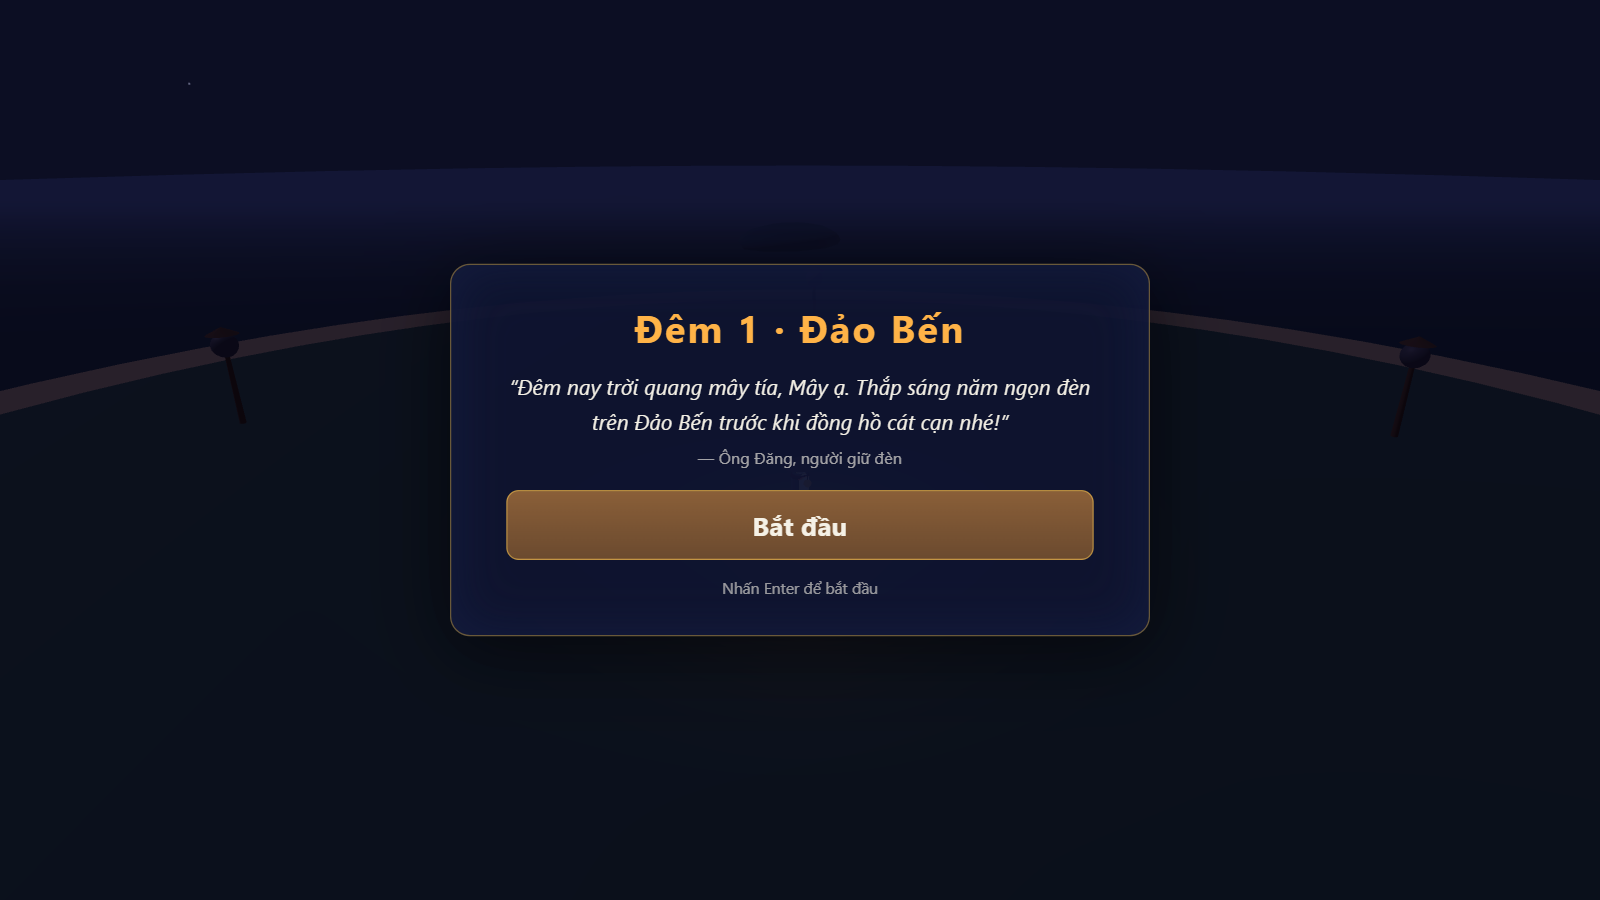 Đêm 1 · Đảo Bến
“Đêm nay trời quang mây tía, Mây ạ. Thắp sáng năm ngọn đèn
trên Đảo Bến trước khi đồng hồ cát cạn nhé!”
— Ông Đăng, người giữ đèn
Bắt đầu
Nhấn Enter để bắt đầu